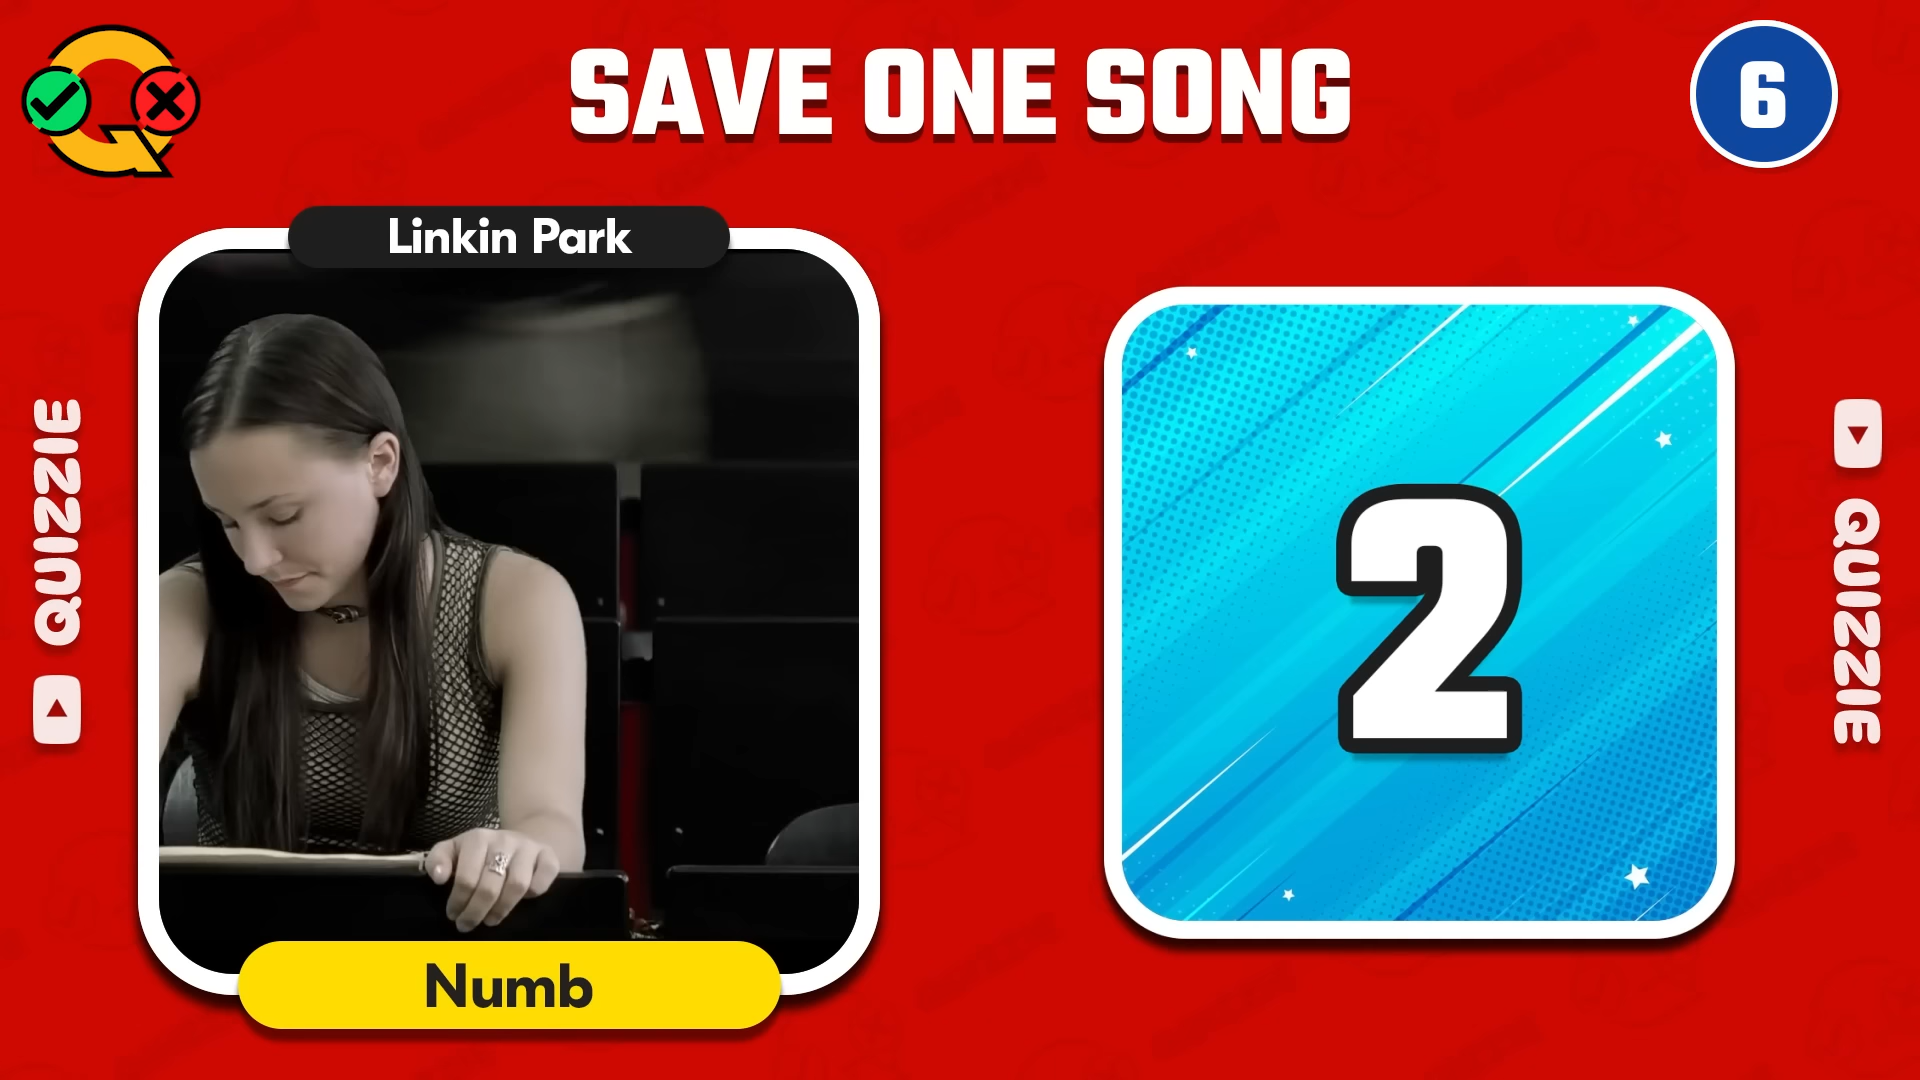 SAVE ONE SONG
6
Linkin Park
2
QUIZZIE
QUIZZIE
Numb